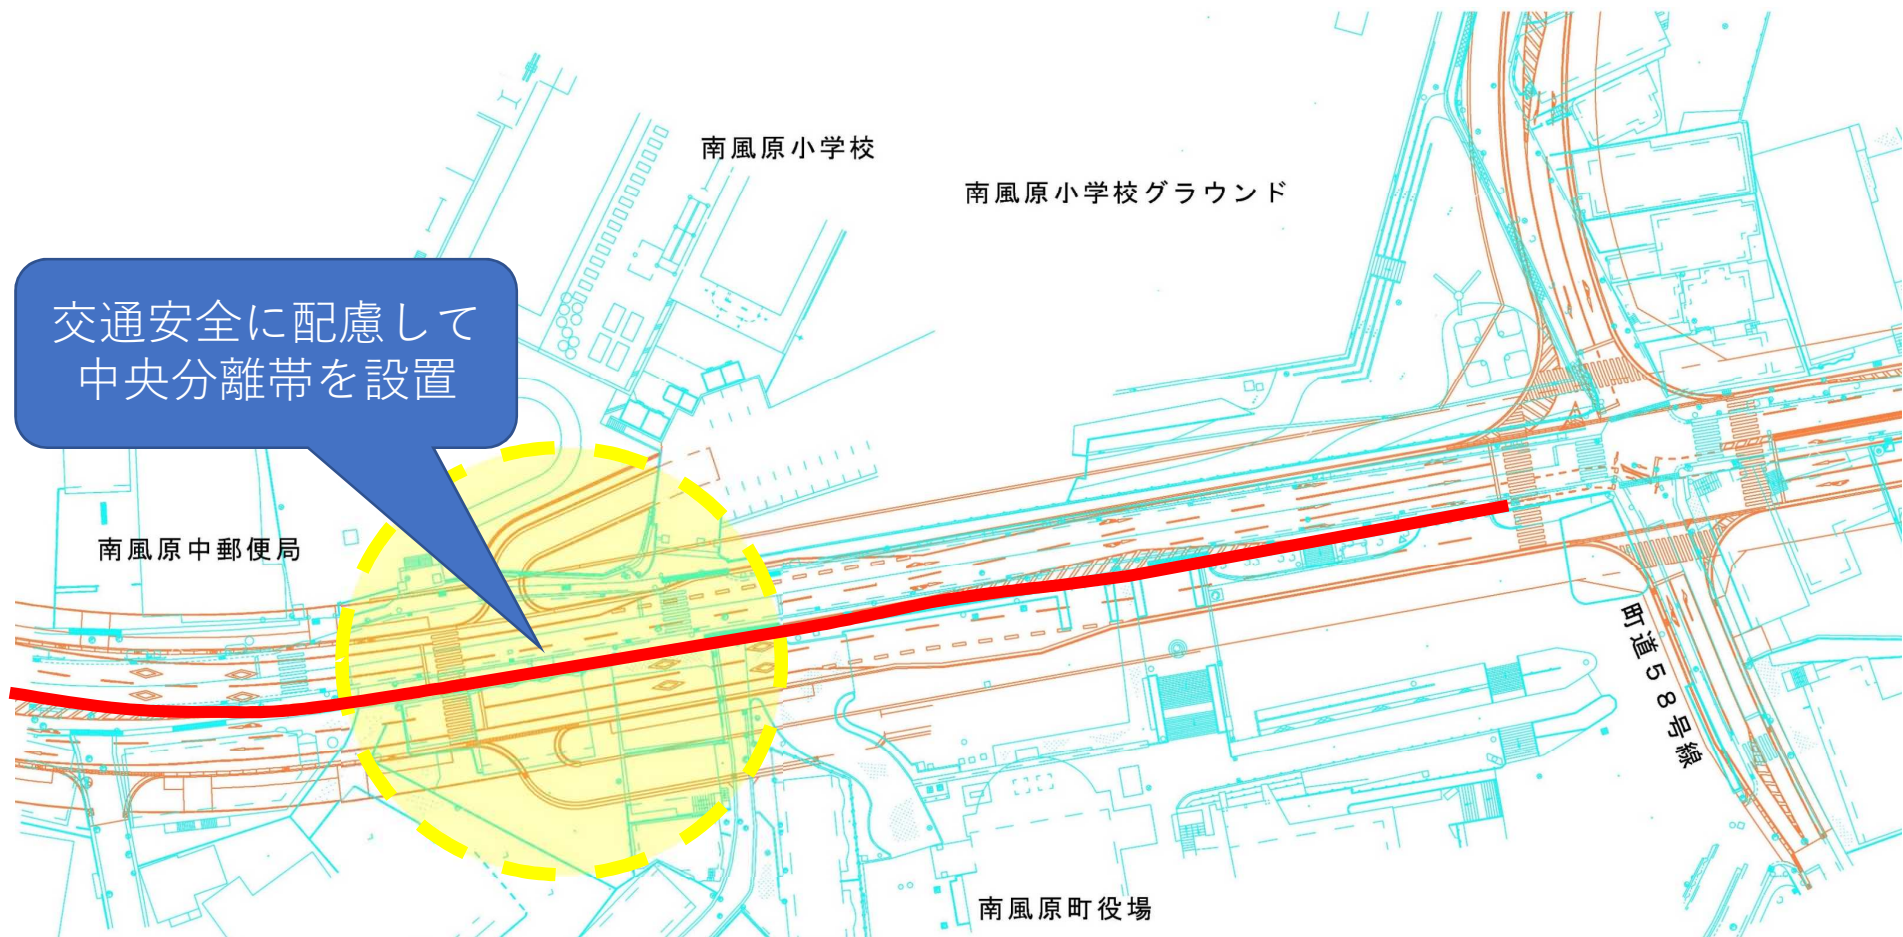 南風原小学校
南風原小学校グラウンド
交通安全に配慮して
中央分離帯を設置
南風原中郵便局
町道58号線
南風原町役場